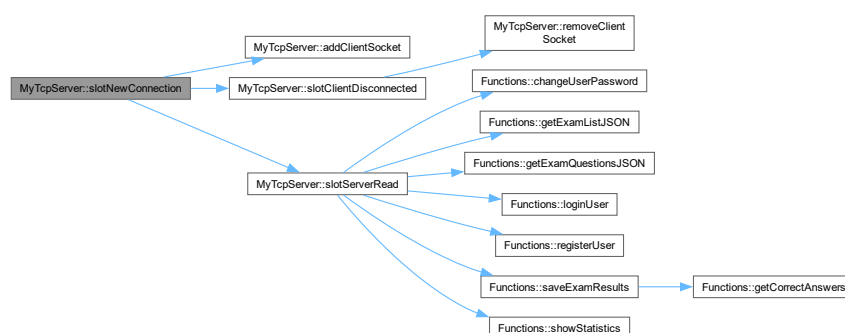 MyTcpServer::removeClient
Socket
MyTcpServer::addClientSocket
MyTcpServer::slotNewConnection
MyTcpServer::slotClientDisconnected
Functions::changeUserPassword
Functions::getExamListJSON
Functions::getExamQuestionsJSON
MyTcpServer::slotServerRead
Functions::loginUser
Functions::registerUser
Functions::saveExamResults
Functions::getCorrectAnswers
Functions::showStatistics